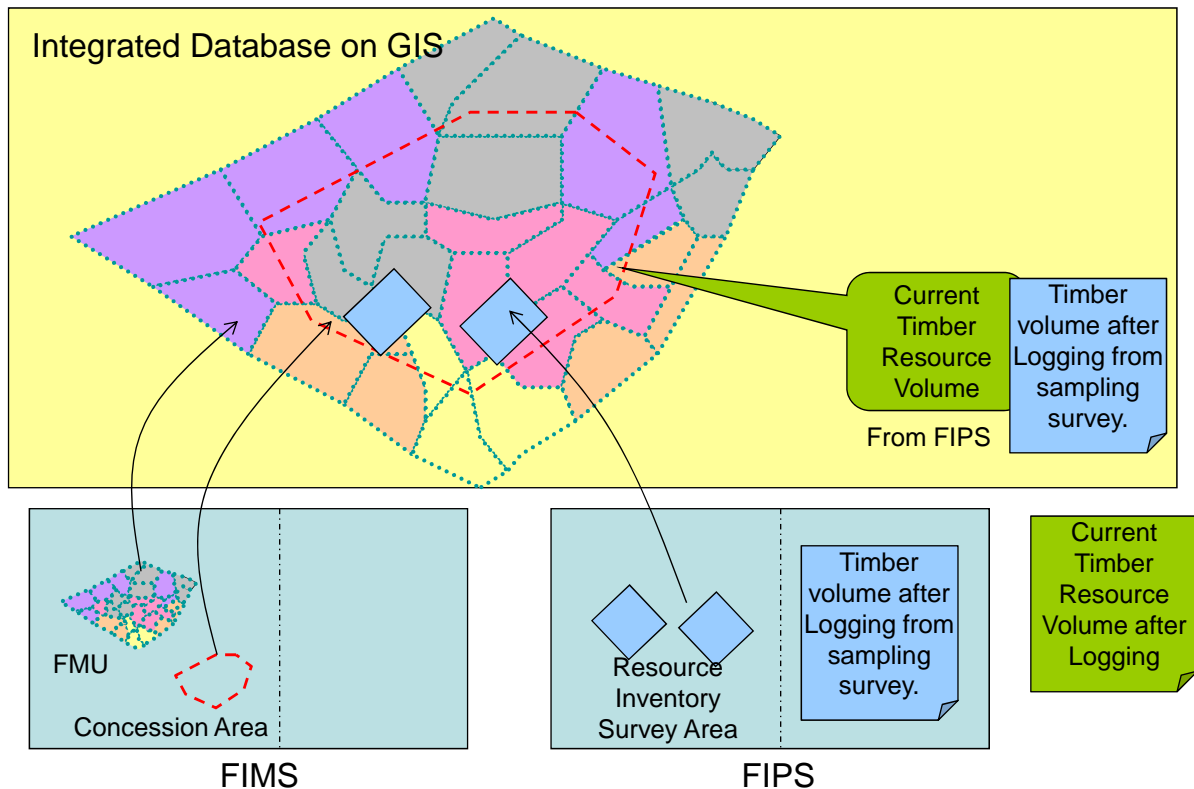 Integrated Database on GIS
Current
Timber
Resource
Volume
From FIPS
Timber
volume after
Logging from
sampling
survey.
FMU
Concession Area
FIMS
Resource
Inventory
Survey Area
Timber
volume after
Logging from
sampling
survey.
FIPS
Current
Timber
Resource
Volume after
Logging